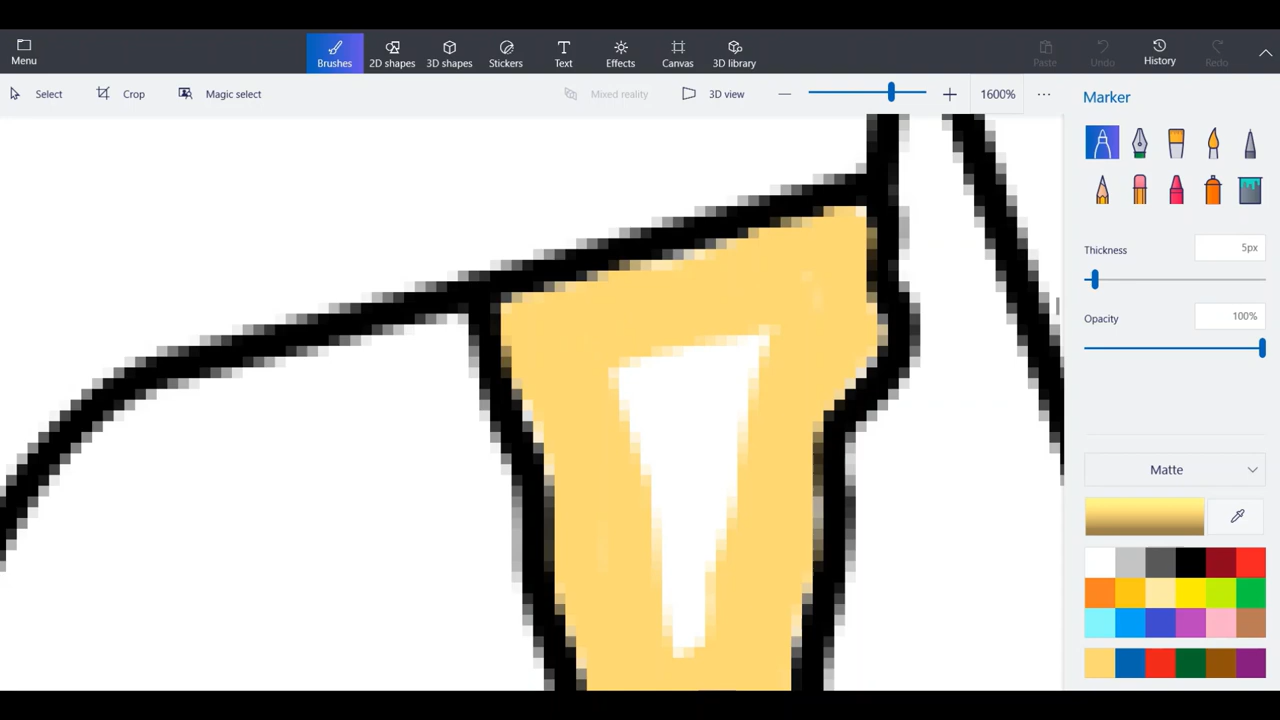 Menu
Brushes
2D shapes
3D shapes
Stickers
Text
Effects
Canvas
3D library
Paste
Undo
History
Redo
Select
Crop
Magic select
Mixed reality
3D view
1600%
Marker
Thickness
5px
Opacity
100%
Matte